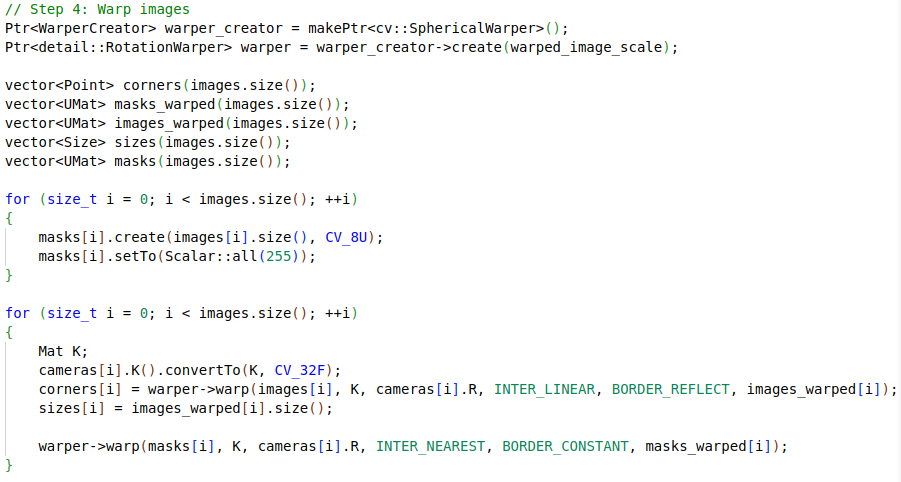 // Step 4: Warp images
Ptr<WarperCreator> warper_creator = makePtr<cv::SphericalWarper>();
Ptr<detail::RotationWarper> warper = warper_creator->create(warped_image_scale);

vector<Point> corners(images.size());
vector<UMat> masks_warped(images.size());
vector<UMat> images_warped(images.size());
vector<Size> sizes(images.size());
vector<UMat> masks(images.size());

for (size_t i = 0; i < images.size(); ++i)
{
    masks[i].create(images[i].size(), CV_8U);
    masks[i].setTo(Scalar::all(255));
}

for (size_t i = 0; i < images.size(); ++i)
{
    Mat K;
    cameras[i].K().convertTo(K, CV_32F);
    corners[i] = warper->warp(images[i], K, cameras[i].R, INTER_LINEAR, BORDER_REFLECT, images_warped[i]);
    sizes[i] = images_warped[i].size();

    warper->warp(masks[i], K, cameras[i].R, INTER_NEAREST, BORDER_CONSTANT, masks_warped[i]);
}